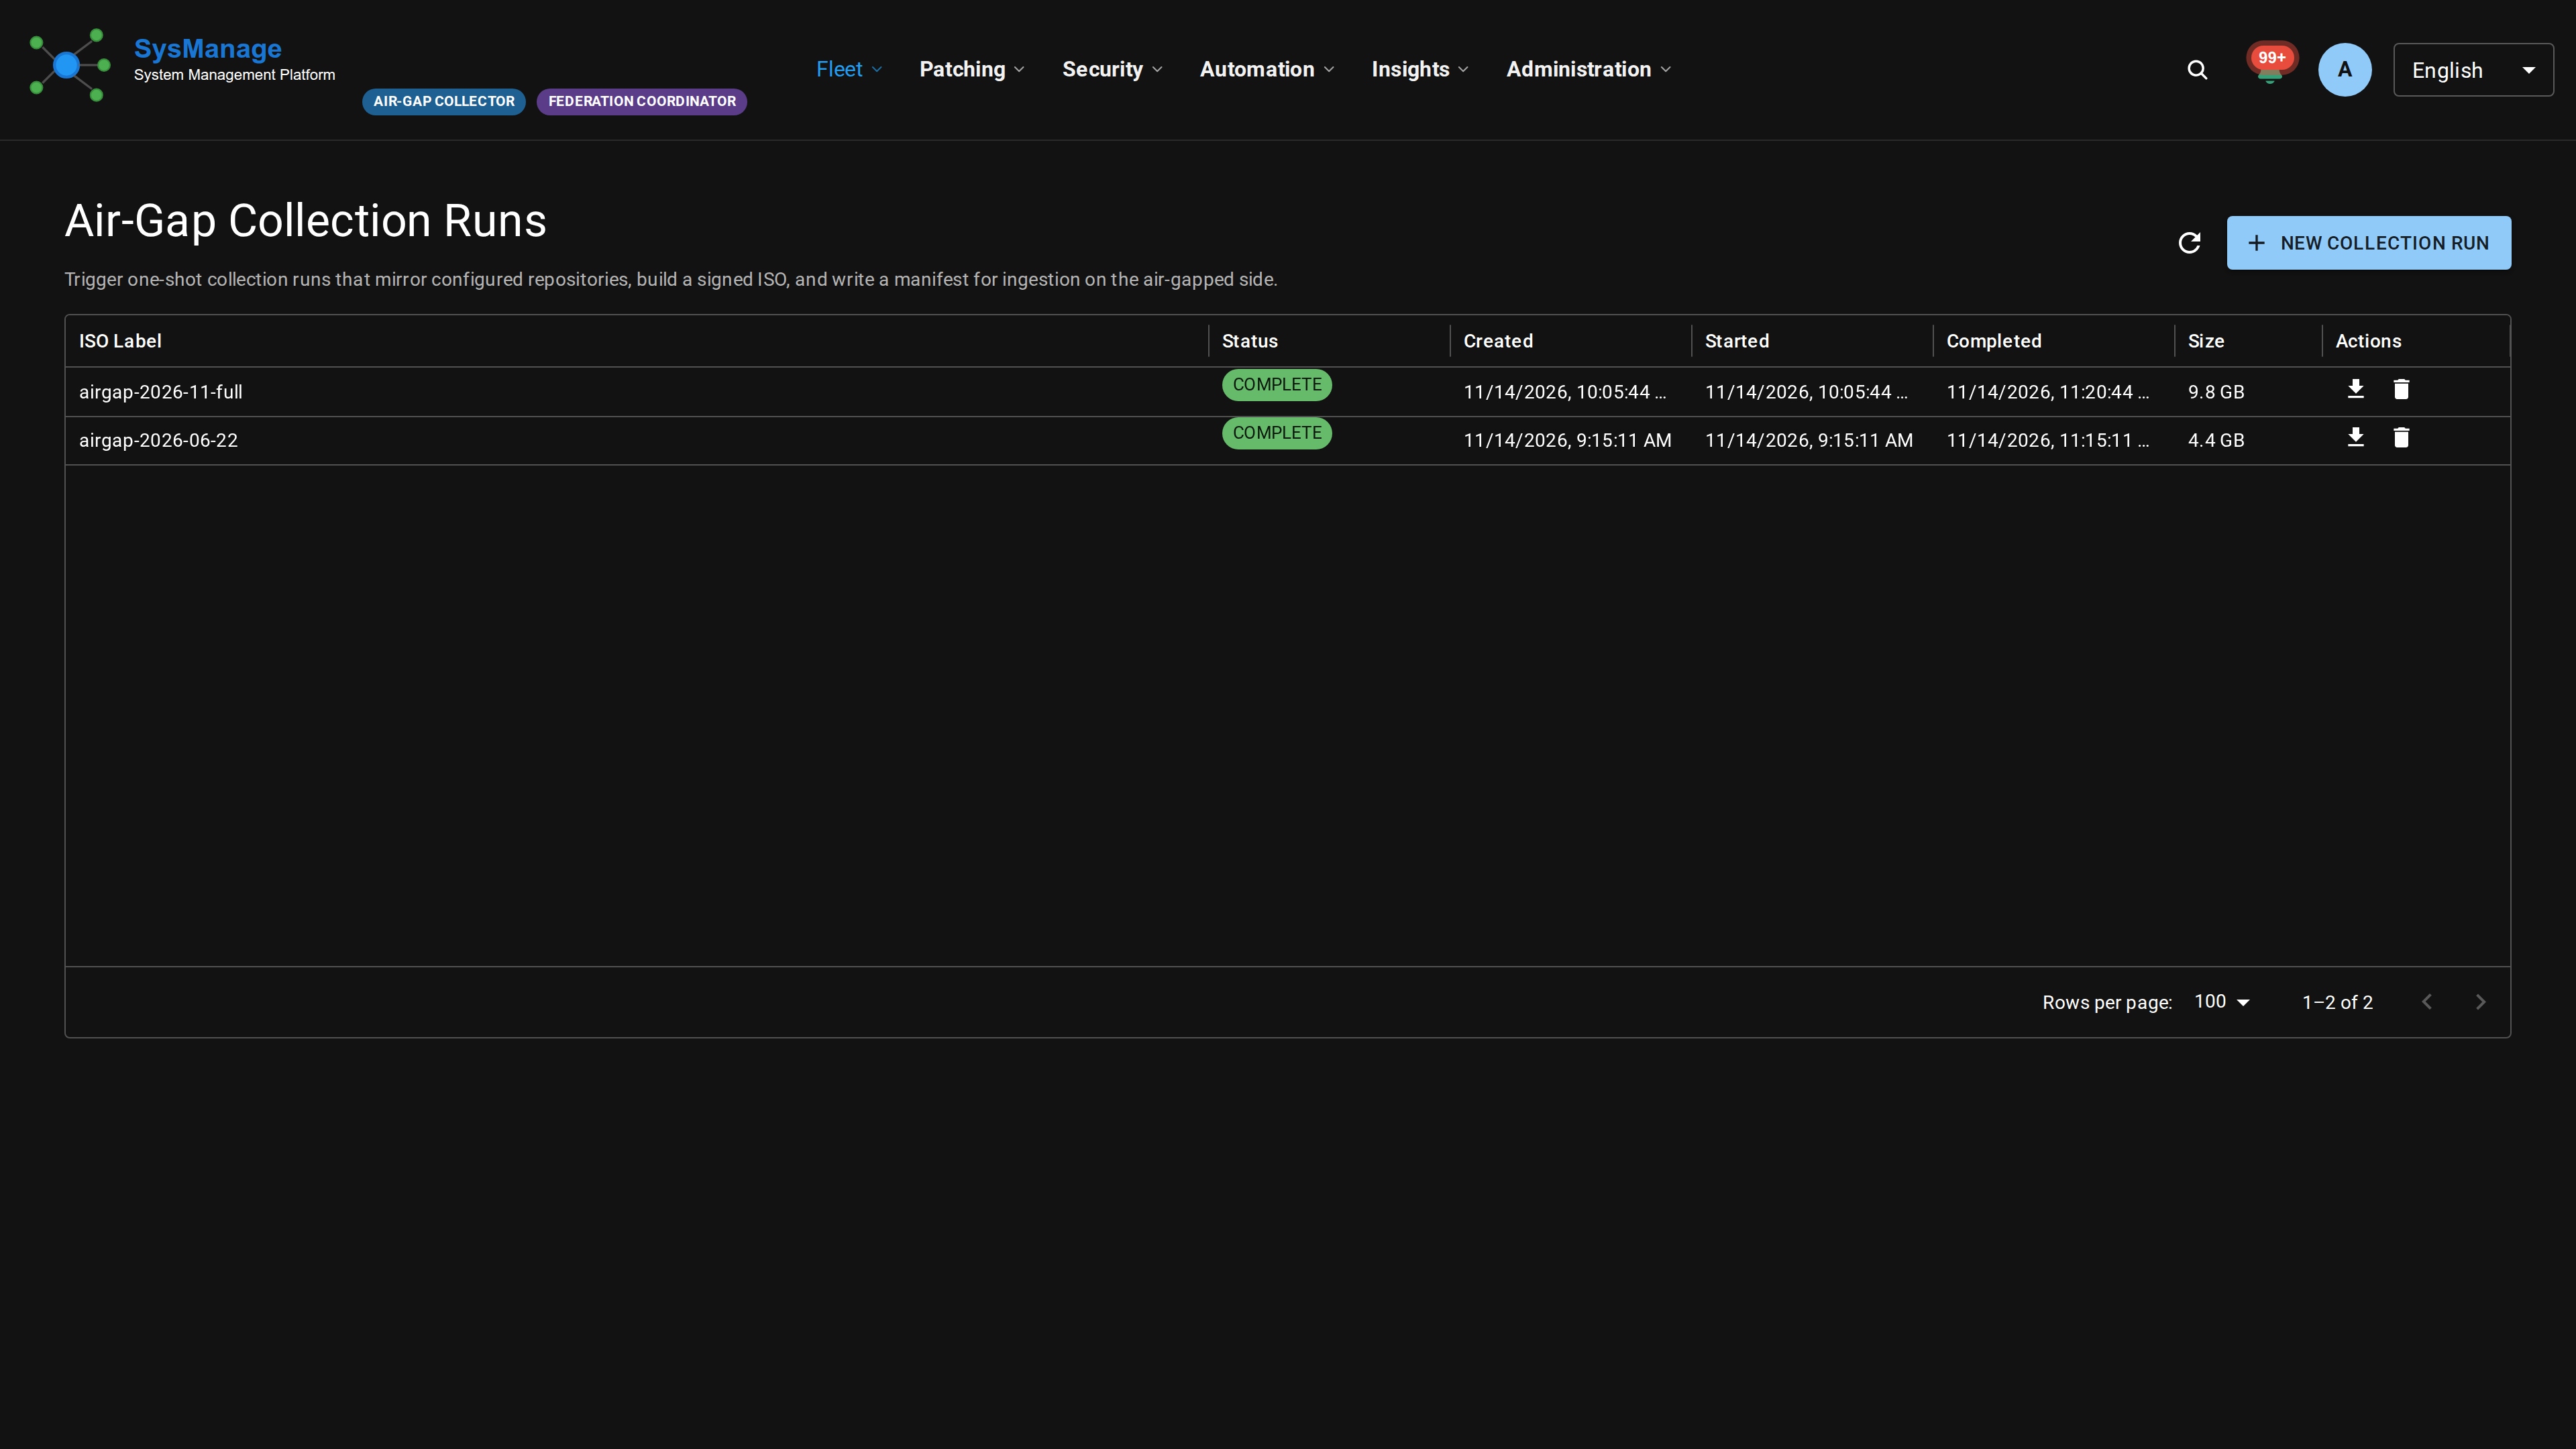 SysManage
System Management Platform
AIR-GAP COLLECTOR
FEDERATION COORDINATOR
Fleet
Patching
Security
Automation
Insights
Administration
99+
A
English
Air-Gap Collection Runs
Trigger one-shot collection runs that mirror configured repositories, build a signed ISO, and write a manifest for ingestion on the air-gapped side.
NEW COLLECTION RUN
ISO Label Status Created Started Completed Size Actions
airgap-2026-11-full COMPLETE 11/14/2026, 10:05:44 ... 11/14/2026, 10:05:44 ... 11/14/2026, 11:20:44 ... 9.8 GB
airgap-2026-06-22 COMPLETE 11/14/2026, 9:15:11 AM 11/14/2026, 9:15:11 AM 11/14/2026, 11:15:11 ... 4.4 GB
Rows per page: 100 1–2 of 2